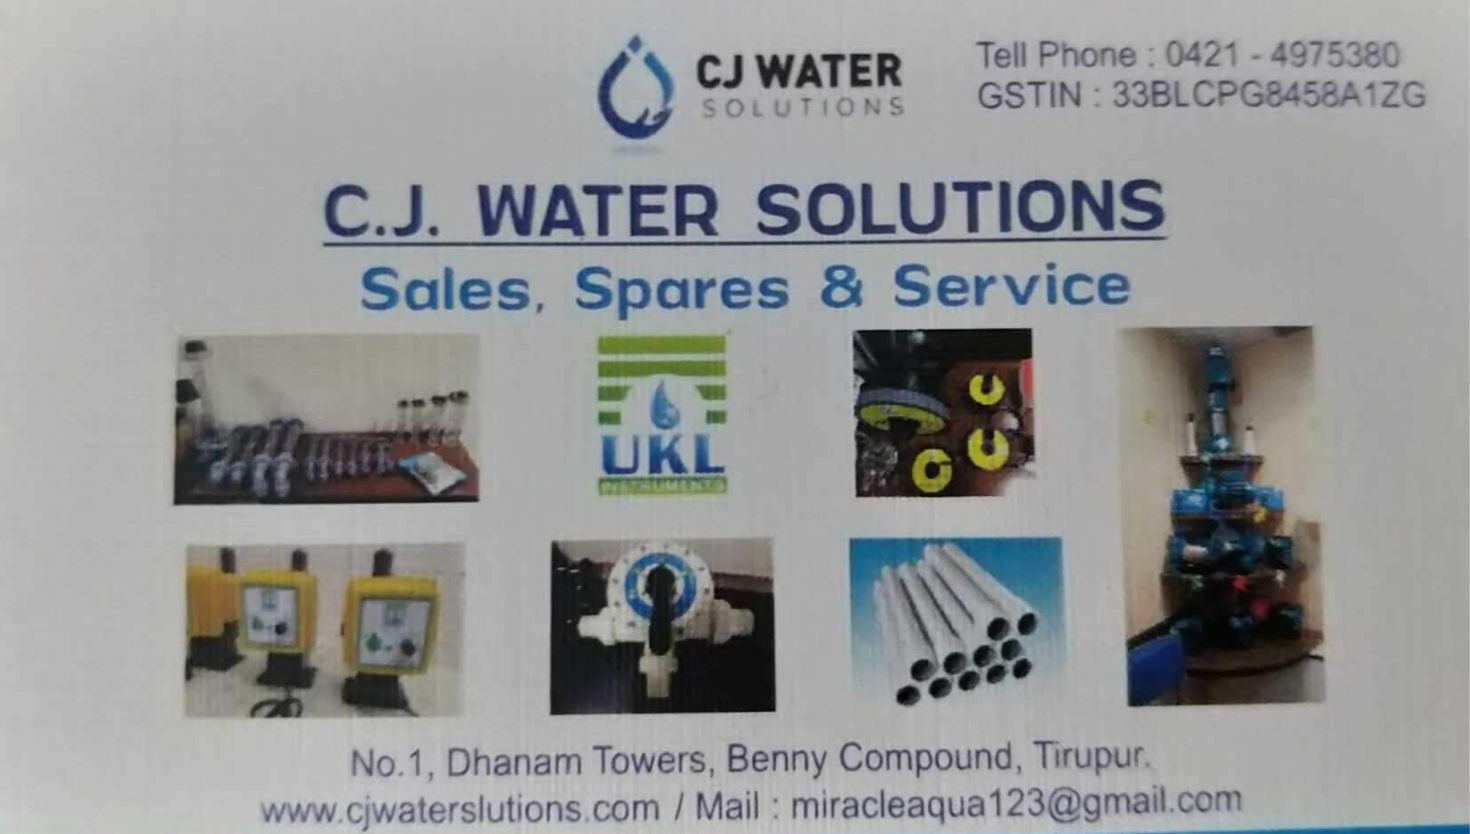 CJ WATER
SOLUTIONS
Tell Phone : 0421 - 4975380
GSTIN : 33BLCPG8458A1ZG
C.J. WATER SOLUTIONS
Sales, Spares & Service
UKL
INSTRUMENTS
No.1, Dhanam Towers, Benny Compound, Tirupur.
www.cjwaterslutions.com / Mail : miracleaqua123@gmail.com